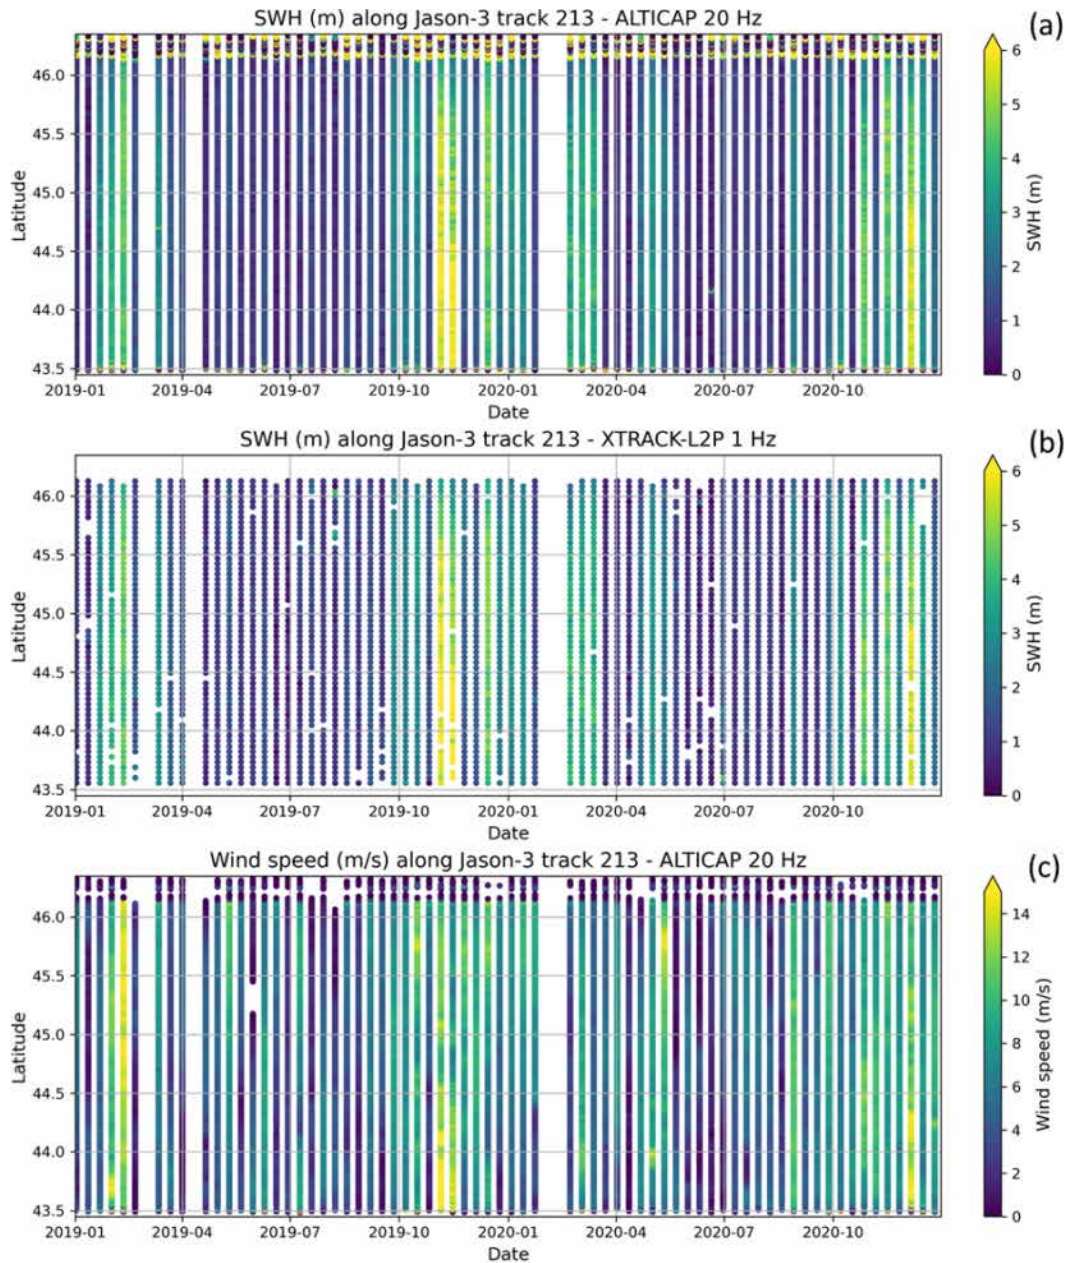 SWH (m) along Jason-3 track 213 - ALTICAP 20 Hz
(a)
6
5
4
3
2
1
0
SWH (m)
46.0
45.5
45.0
44.5
44.0
43.5
Latitude
2019-01 2019-04 2019-07 2019-10 2020-01 2020-04 2020-07 2020-10
Date
SWH (m) along Jason-3 track 213 - XTRACK-L2P 1 Hz
(b)
6
5
4
3
2
1
0
SWH (m)
46.0
45.5
45.0
44.5
44.0
43.5
Latitude
2019-01 2019-04 2019-07 2019-10 2020-01 2020-04 2020-07 2020-10
Date
Wind speed (m/s) along Jason-3 track 213 - ALTICAP 20 Hz
(c)
14
12
10
8
6
4
2
0
Wind speed (m/s)
46.0
45.5
45.0
44.5
44.0
43.5
Latitude
2019-01 2019-04 2019-07 2019-10 2020-01 2020-04 2020-07 2020-10
Date